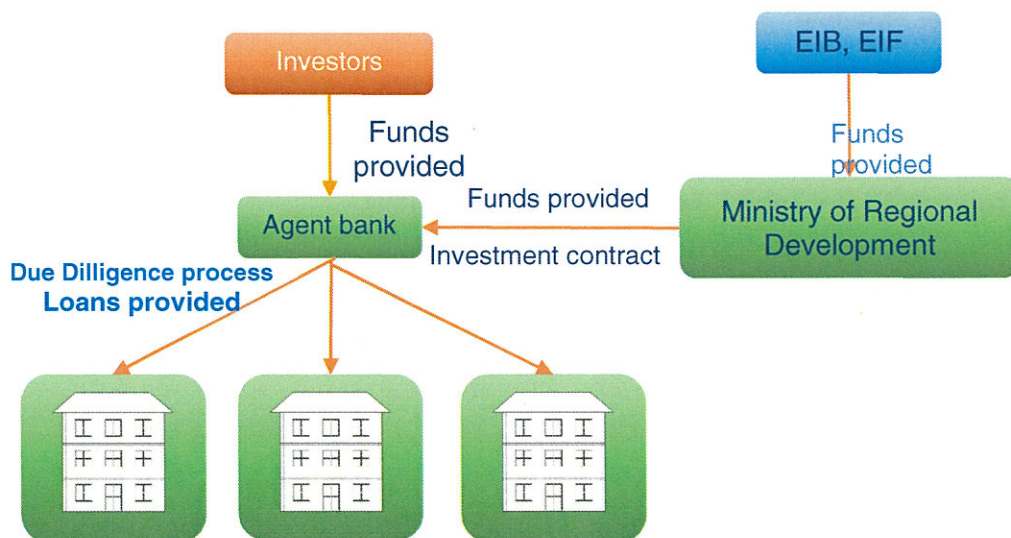 EIB, EIF
Investors
Funds
provided
Funds
provided
Funds provided
Agent bank
Ministry of Regional
Development
Investment contract
Due Dilligence process
Loans provided